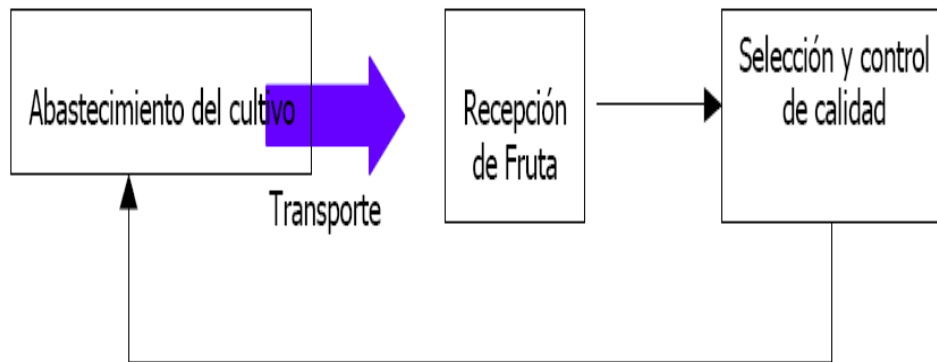 Abastecimiento del cultivo
Transporte
Recepción
de Fruta
Selección y control
de calidad